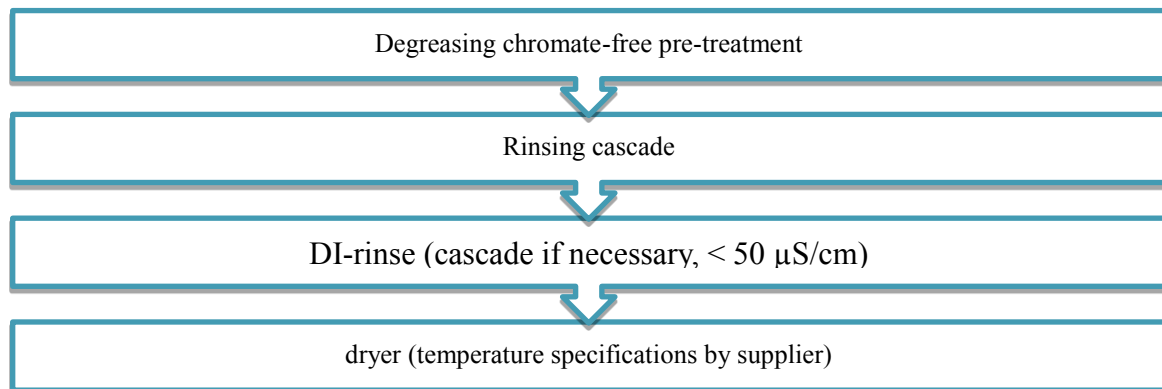 Degreasing chromate-free pre-treatment
Rinsing cascade
DI-rinse (cascade if necessary, < 50 µS/cm)
dryer (temperature specifications by supplier)